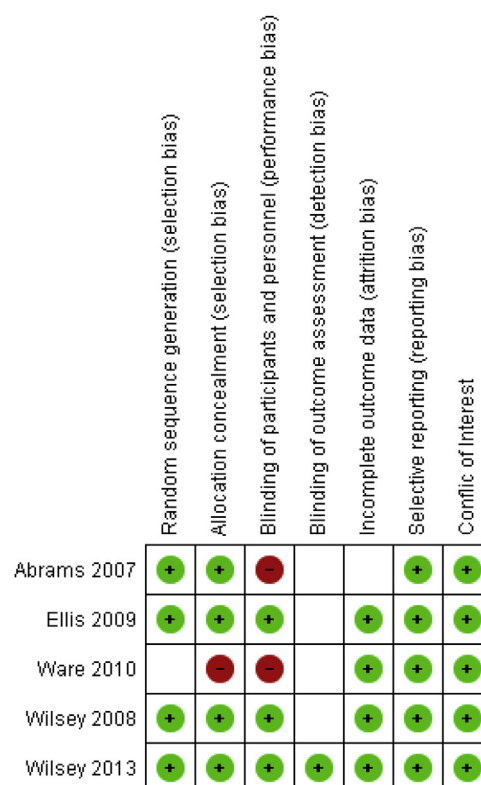 Random sequence generation (selection bias)
Allocation concealment (selection bias)
Blinding of participants and personnel (performance bias)
Blinding of outcome assessment (detection bias)
Incomplete outcome data (attrition bias)
Selective reporting (reporting bias)
Conflic of Interest
Abrams 2007 + + - + +
Ellis 2009 + + + + + +
Ware 2010 - - + + +
Wilsey 2008 + + + + + +
Wilsey 2013 + + + + + + +